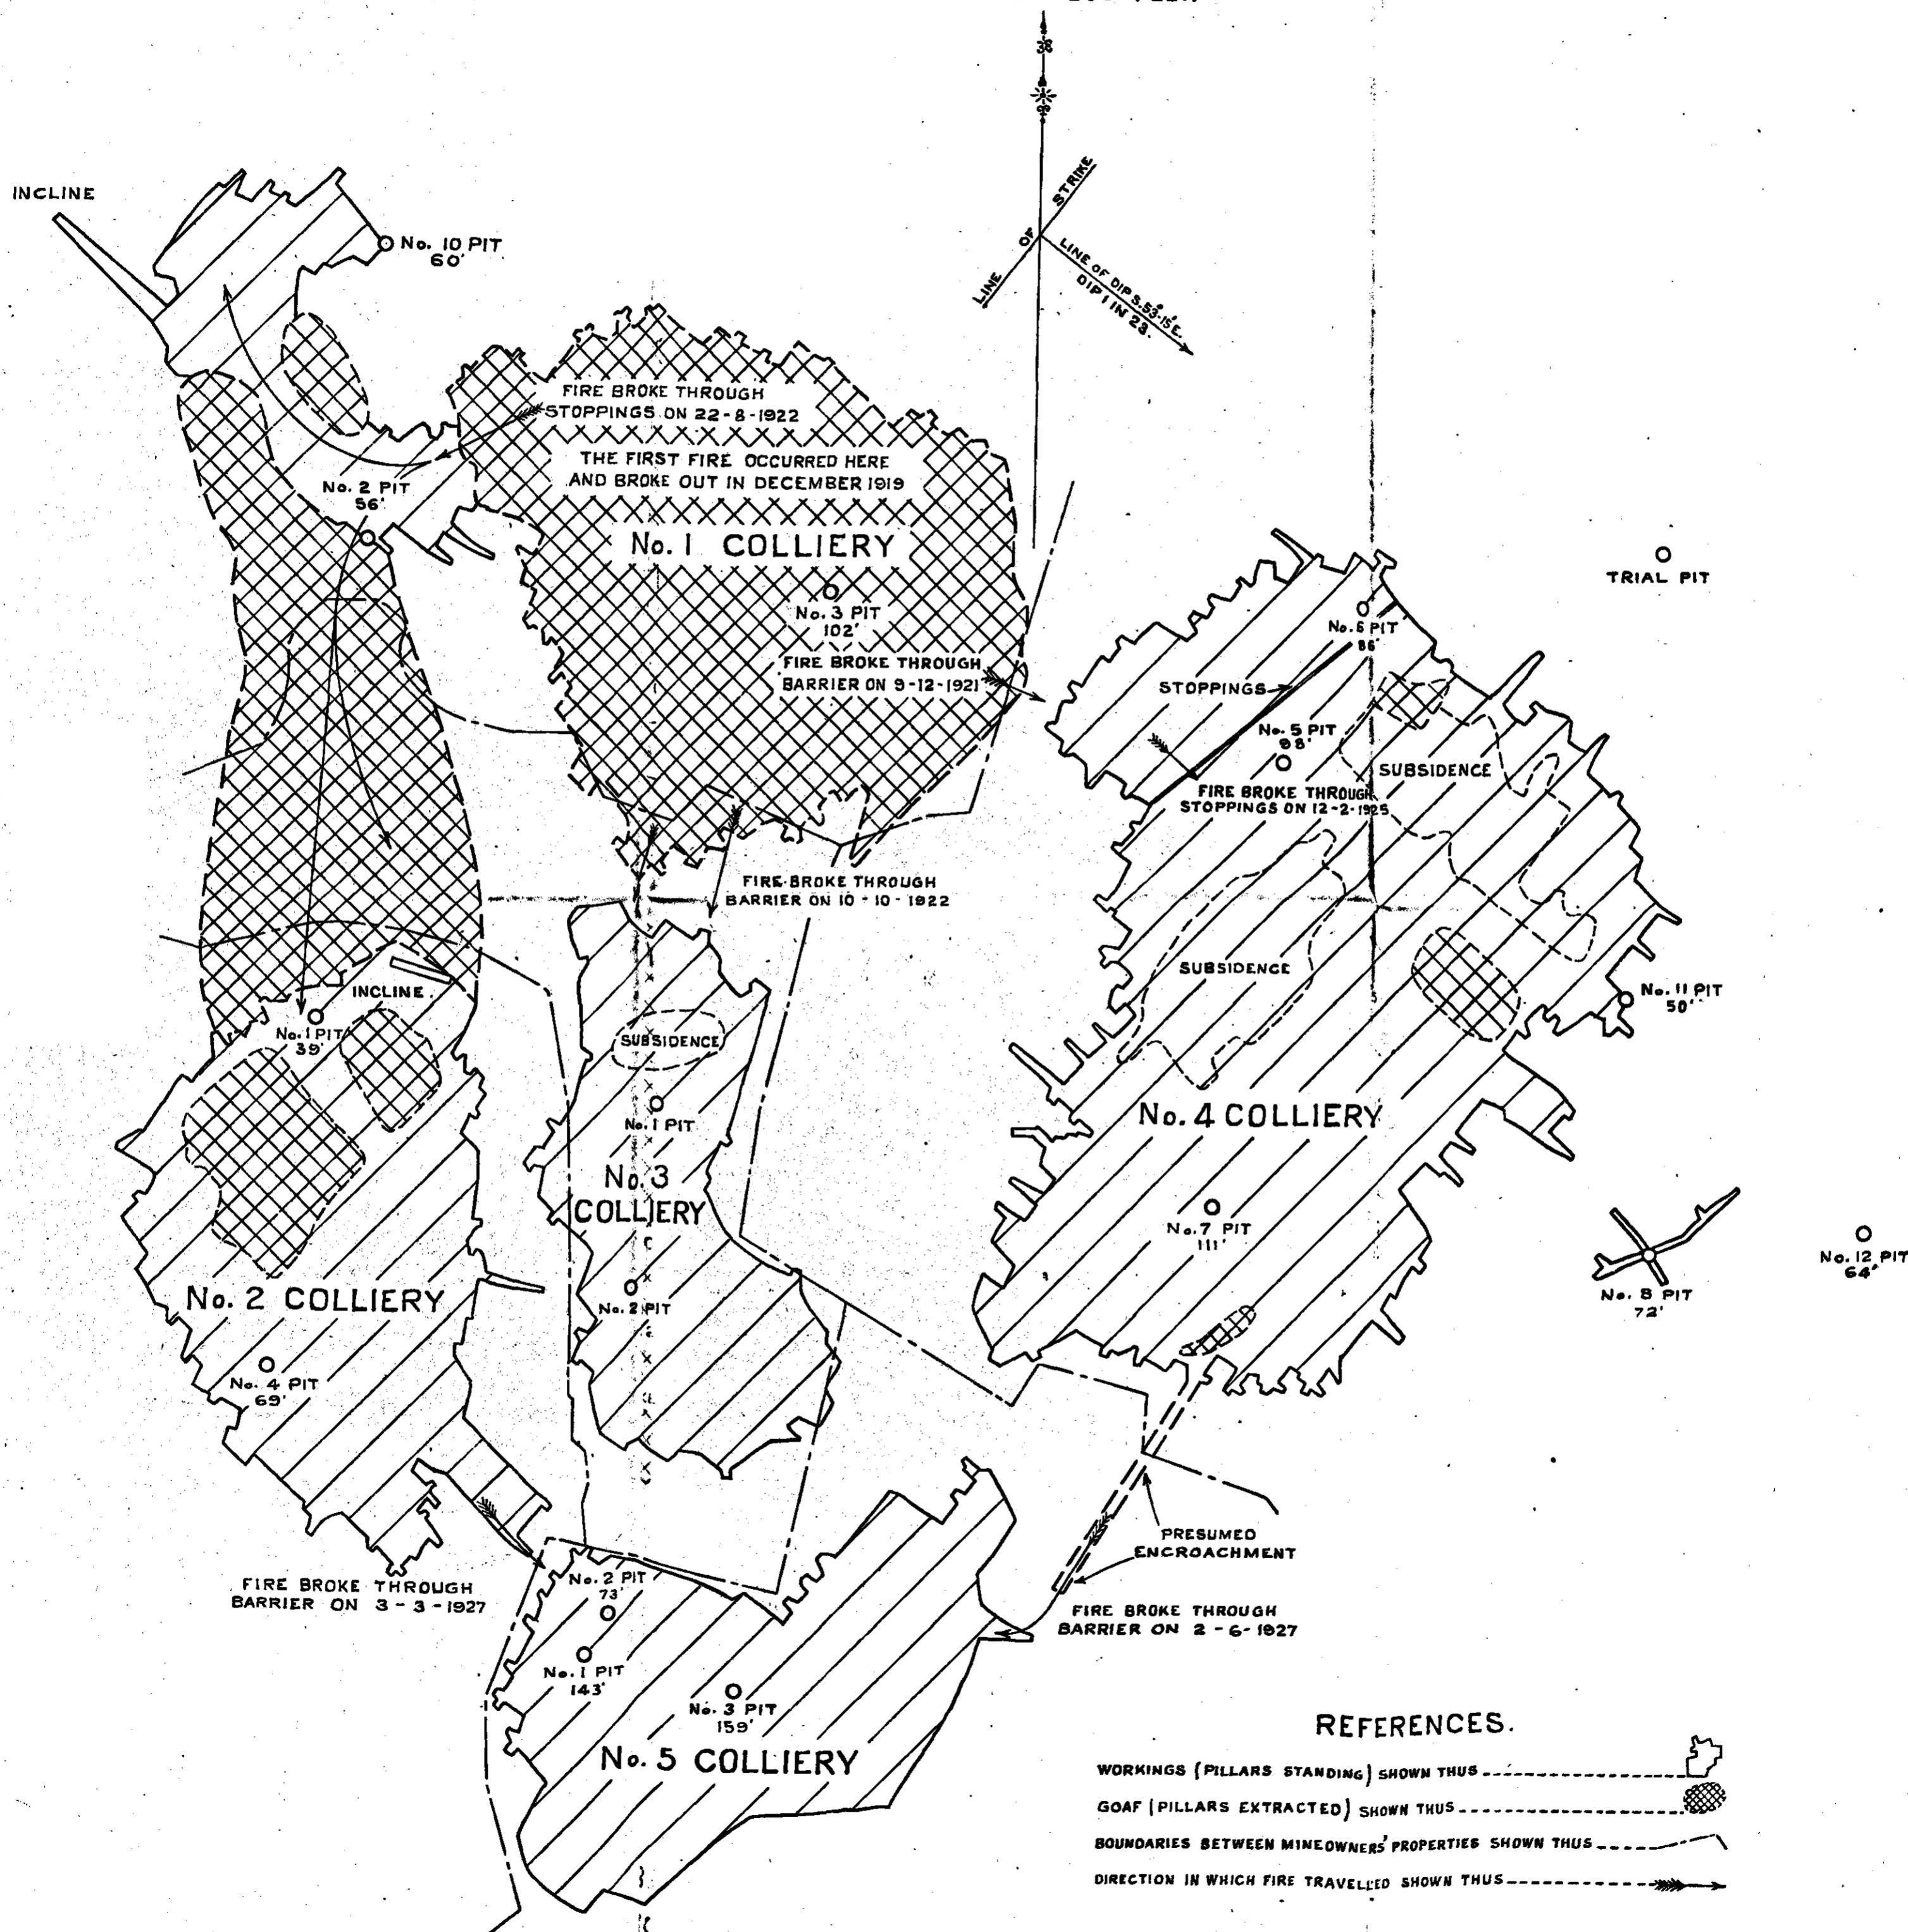 INCLINE
No. 10 PIT
60'
LINE OF STRIKE
LINE OF DIP S.53°-15'E.
DIP 1 IN 23.
FIRE BROKE THROUGH
STOPPINGS ON 22-8-1922
THE FIRST FIRE OCCURRED HERE
AND BROKE OUT IN DECEMBER 1919
No. 2 PIT
56'
No. 1 COLLIERY
No. 3 PIT
102'
FIRE BROKE THROUGH
BARRIER ON 9-12-1921
TRIAL PIT
No. 6 PIT
86'
STOPPINGS
No. 5 PIT
98'
SUBSIDENCE
FIRE BROKE THROUGH
STOPPINGS ON 12-2-1925
FIRE BROKE THROUGH
BARRIER ON 10-10-1922
SUBSIDENCE
INCLINE
No. 1 PIT
39'
No. 11 PIT
50'
SUBSIDENCE
No. 1 PIT
No. 4 COLLIERY
No. 3
COLLIERY
No. 7 PIT
111'
No. 12 PIT
64'
No. 8 PIT
72'
No. 2 COLLIERY
No. 2 PIT
No. 4 PIT
69'
PRESUMED
ENCROACHMENT
FIRE BROKE THROUGH
BARRIER ON 3-3-1927
No. 2 PIT
73'
FIRE BROKE THROUGH
BARRIER ON 2-6-1927
No. 1 PIT
143'
No. 3 PIT
159'
No. 5 COLLIERY
REFERENCES.
WORKINGS (PILLARS STANDING) SHOWN THUS
GOAF (PILLARS EXTRACTED) SHOWN THUS
BOUNDARIES BETWEEN MINEOWNERS' PROPERTIES SHOWN THUS
DIRECTION IN WHICH FIRE TRAVELLED SHOWN THUS